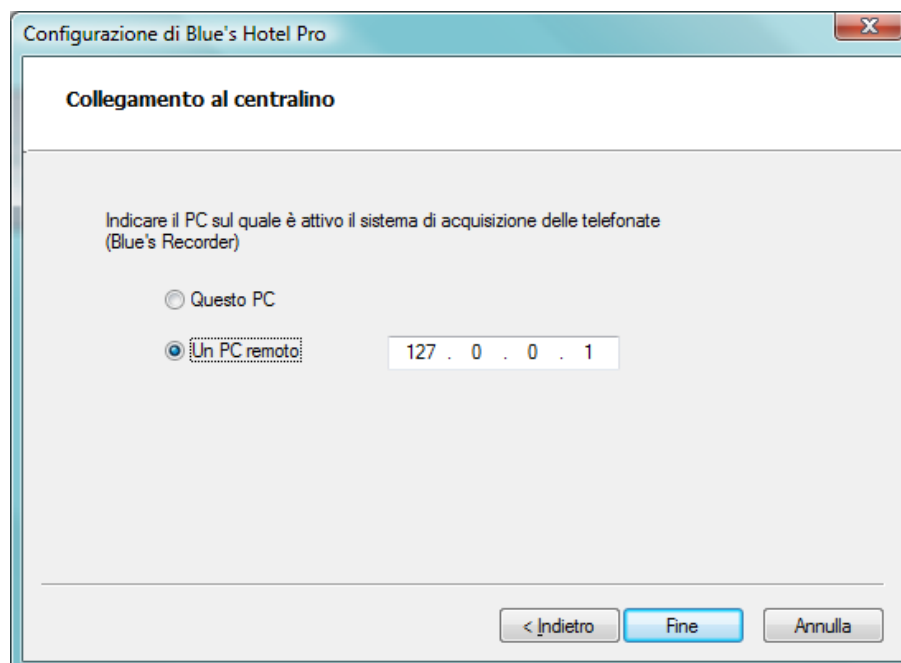 Configurazione di Blue's Hotel Pro
Collegamento al centralino
Indicare il PC sul quale è attivo il sistema di acquisizione delle telefonate
(Blue's Recorder)
Questo PC
Un PC remoto 127 . 0 . 0 . 1
< Indietro Fine Annulla